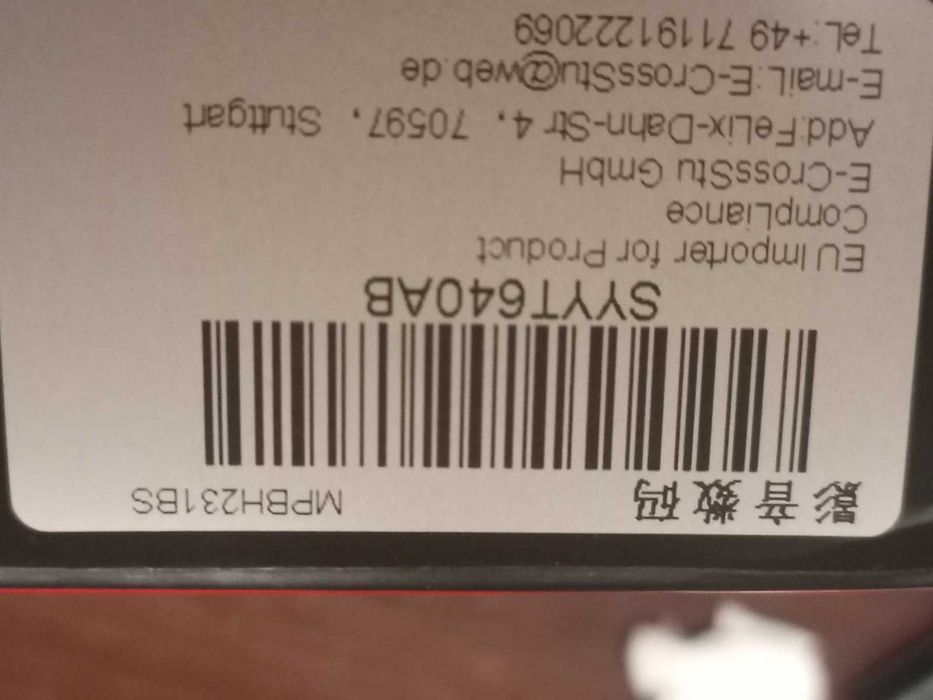 影音数码 MPBH231BS
SYYT640AB
EU Importer for Product
CompLiance
E-CrossStu GmbH
Add:FeLix-Dahn-Str 4, 70597, Stuttgart
E-maiL:E-CrossStu@web.de
TeL:+49 7119122069